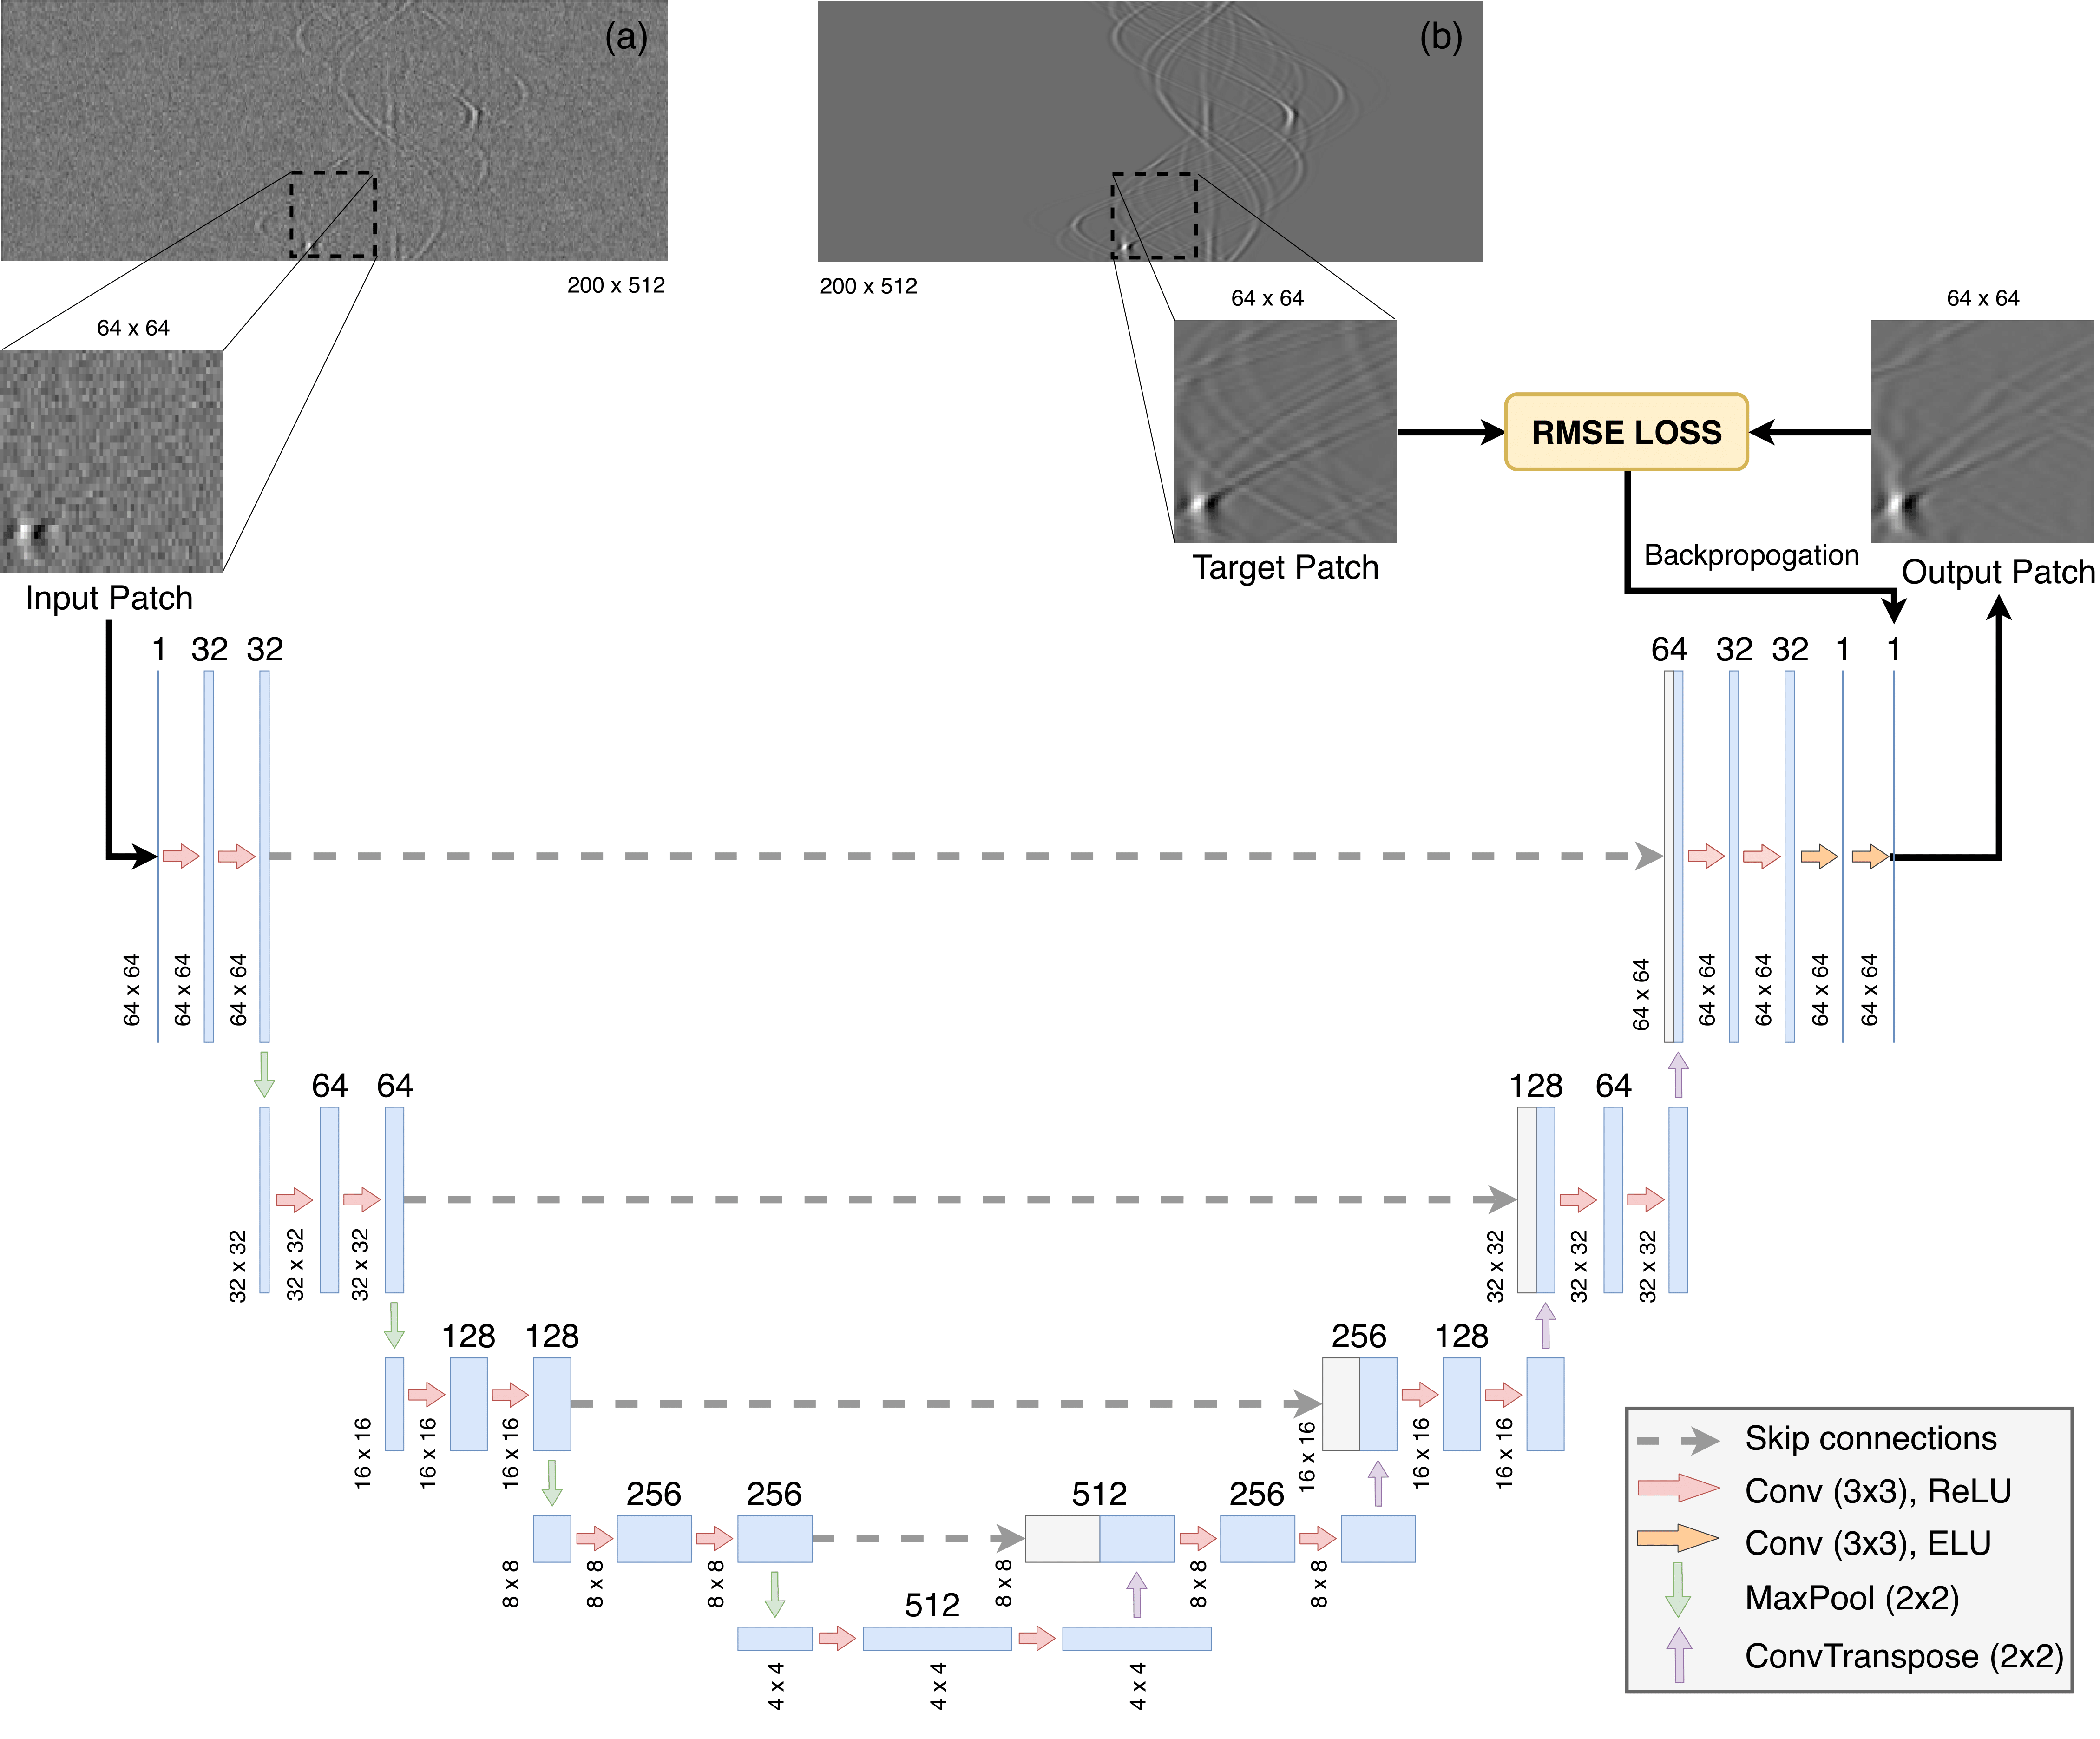 (a)
(b)
200 x 512
200 x 512
64 x 64
64 x 64
64 x 64
RMSE LOSS
Backpropogation
Input Patch
Target Patch
Output Patch
1 32 32
64 32 32 1 1
64 x 64 64 x 64 64 x 64
64 x 64 64 x 64 64 x 64 64 x 64 64 x 64
64 64
128 64
32 x 32 32 x 32 32 x 32
32 x 32 32 x 32 32 x 32
128 128
256 128
16 x 16 16 x 16 16 x 16
16 x 16 16 x 16 16 x 16
256 256
512 256
8 x 8 8 x 8 8 x 8
8 x 8 8 x 8 8 x 8
512
4 x 4 4 x 4 4 x 4
Skip connections
Conv (3x3), ReLU
Conv (3x3), ELU
MaxPool (2x2)
ConvTranspose (2x2)